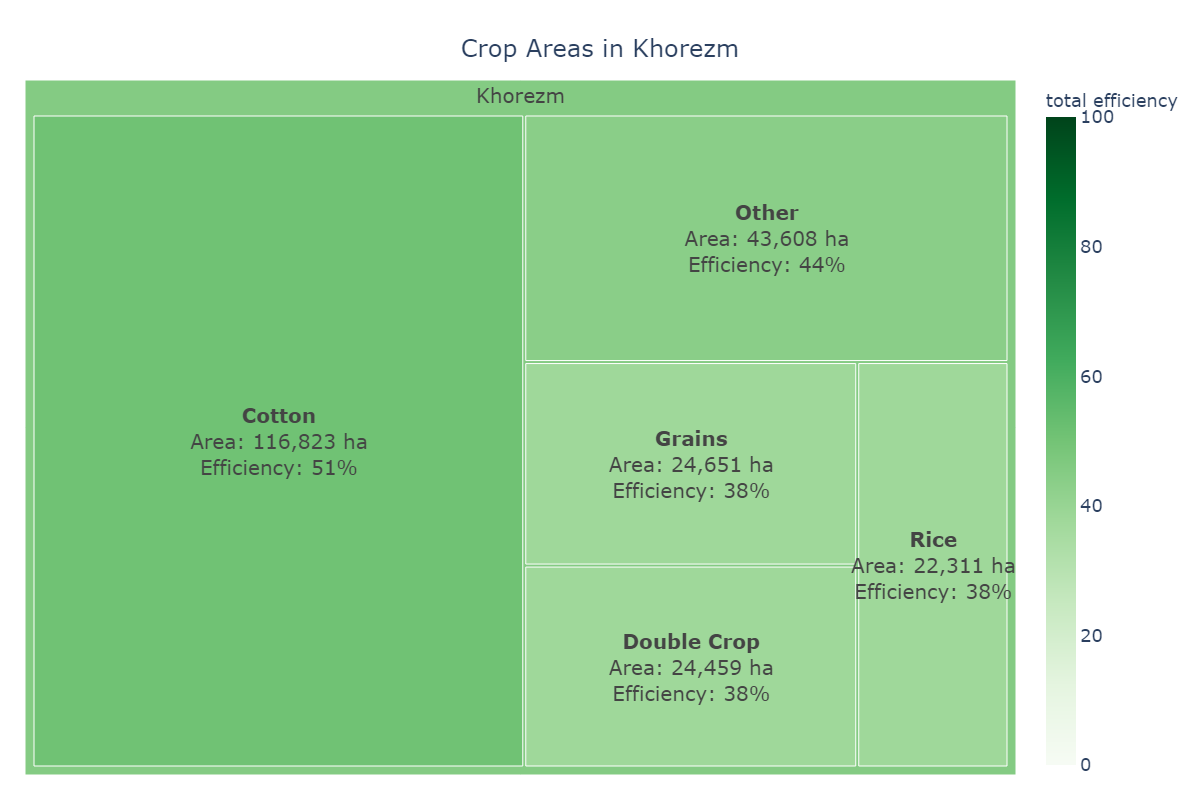 Crop Areas in Khorezm
Khorezm
Cotton
Area: 116,823 ha
Efficiency: 51%
Other
Area: 43,608 ha
Efficiency: 44%
Grains
Area: 24,651 ha
Efficiency: 38%
Double Crop
Area: 24,459 ha
Efficiency: 38%
Rice
Area: 22,311 ha
Efficiency: 38%
total efficiency
100
80
60
40
20
0